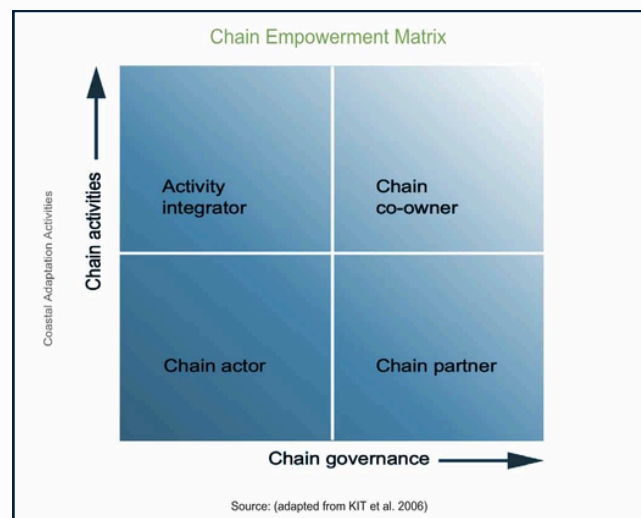 Chain Empowerment Matrix
Coastal Adaptation Activities
Chain activities
Activity
integrator
Chain
co-owner
Chain actor
Chain partner
Chain governance
Source: (adapted from KIT et al. 2006)